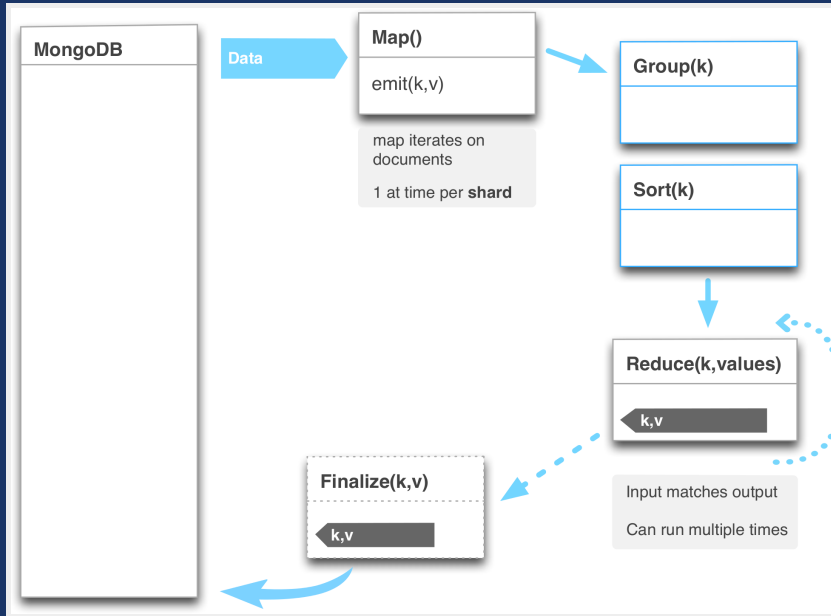 MongoDB
Data
Map()
emit(k,v)
map iterates on
documents
1 at time per shard
Group(k)
Sort(k)
Reduce(k,values)
k,v
Input matches output
Can run multiple times
Finalize(k,v)
k,v